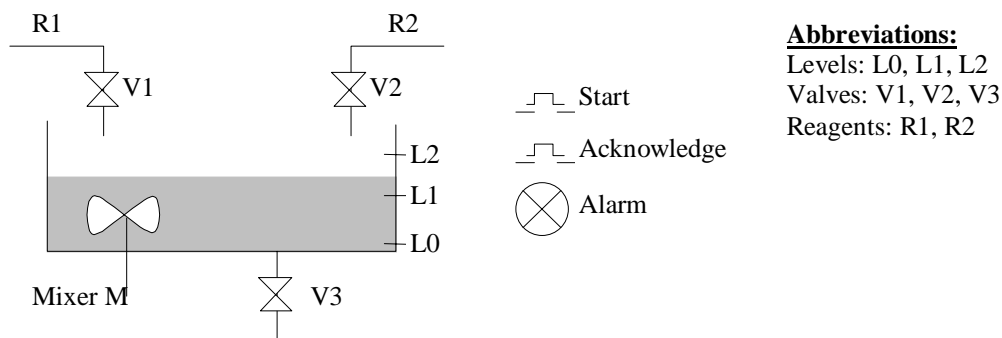 R1
R2
Abbreviations:
Levels: L0, L1, L2
Valves: V1, V2, V3
Reagents: R1, R2
V1
V2
Start
Acknowledge
Alarm
L2
L1
L0
Mixer M
V3